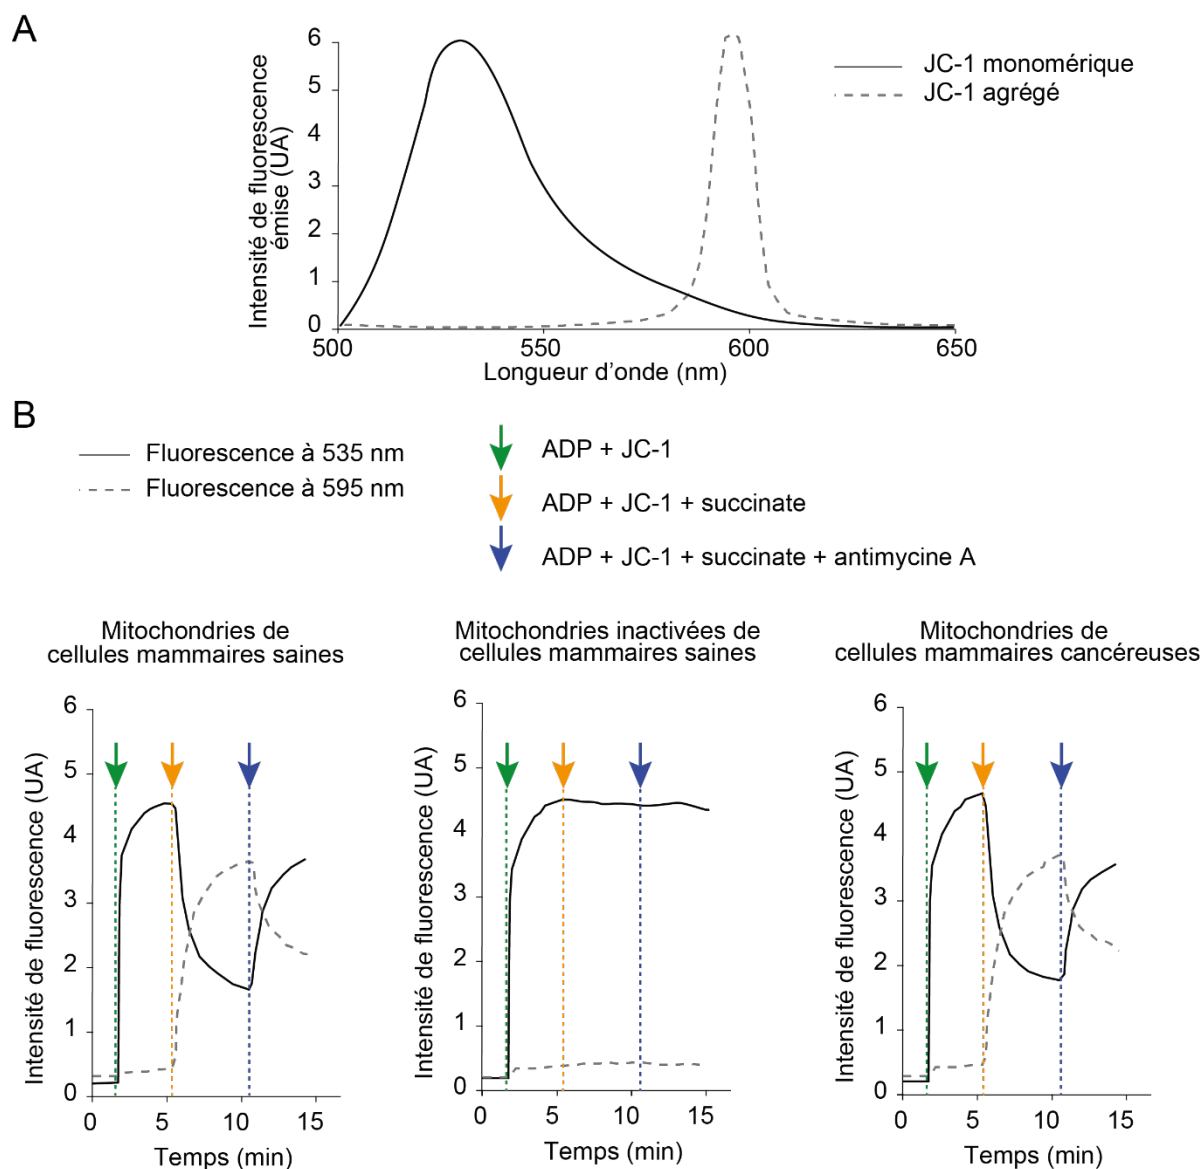 A
Intensité de fluorescence
émise (UA)
6
5
4
3
2
1
0
500
550
600
650
Longueur d’onde (nm)
JC-1 monomérique
JC-1 agrégé
B
Fluorescence à 535 nm
Fluorescence à 595 nm
ADP + JC-1
ADP + JC-1 + succinate
ADP + JC-1 + succinate + antimycine A
Mitochondries de
cellules mammaires saines
Intensité de fluorescence (UA)
6
5
4
3
2
1
0
0
5
10
15
Temps (min)
Mitochondries inactivées de
cellules mammaires saines
Intensité de fluorescence (UA)
6
5
4
3
2
1
0
0
5
10
15
Temps (min)
Mitochondries de
cellules mammaires cancéreuses
Intensité de fluorescence (UA)
6
5
4
3
2
1
0
0
5
10
15
Temps (min)